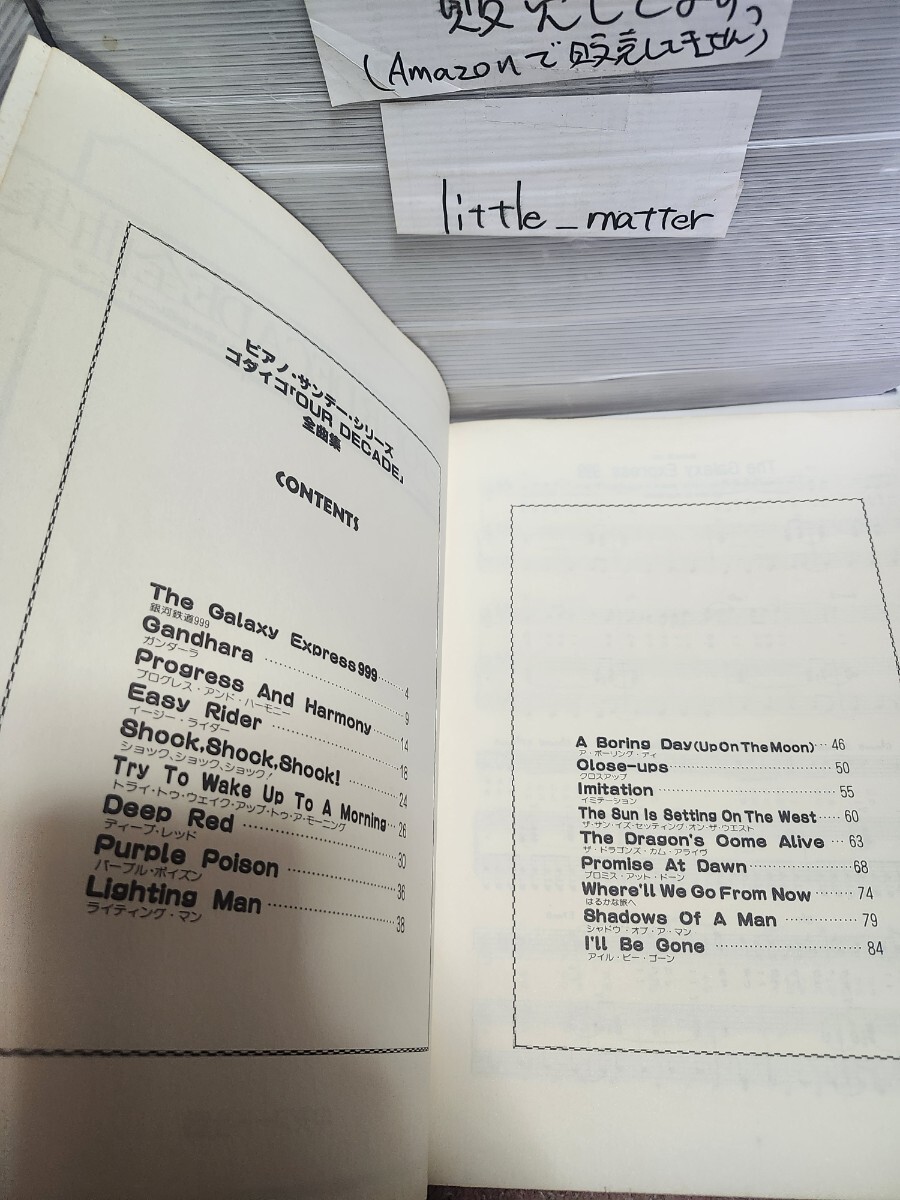 販売してます。
(Amazonで販売してません)
little_matter
ピアノ・サンデー・シリーズ
ゴダイゴ「OUR DECADE」
全曲集
CONTENTS
The Galaxy Express 999 4
銀河鉄道999
Gandhara 9
ガンダーラ
Progress And Harmony 14
プログレス・アンド・ハーモニー
Easy Rider 18
イージー・ライダー
Shock,Shock,Shock! 24
ショック、ショック、ショック!
Try To Wake Up To A Morning 26
トライ・トゥ・ウェイク・アップ・トゥ・ア・モーニング
Deep Red 30
ディープ・レッド
Purple Poison 36
パープル・ポイズン
Lighting Man 38
ライティング・マン
A Boring Day (Up On The Moon) 46
ア・ボーリング・ディ
Close-ups 50
クロスアップ
Imitation 55
イミテーション
The Sun Is Setting On The West 60
ザ・サン・イズ・セッティング・オン・ザ・ウエスト
The Dragon's Come Alive 63
ザ・ドラゴンズ・カム・アライヴ
Promise At Dawn 68
プロミス・アット・ドーン
Where'll We Go From Now 74
はるかな旅へ
Shadows Of A Man 79
シャドウ・オブ・ア・マン
I'll Be Gone 84
アイル・ビー・ゴーン